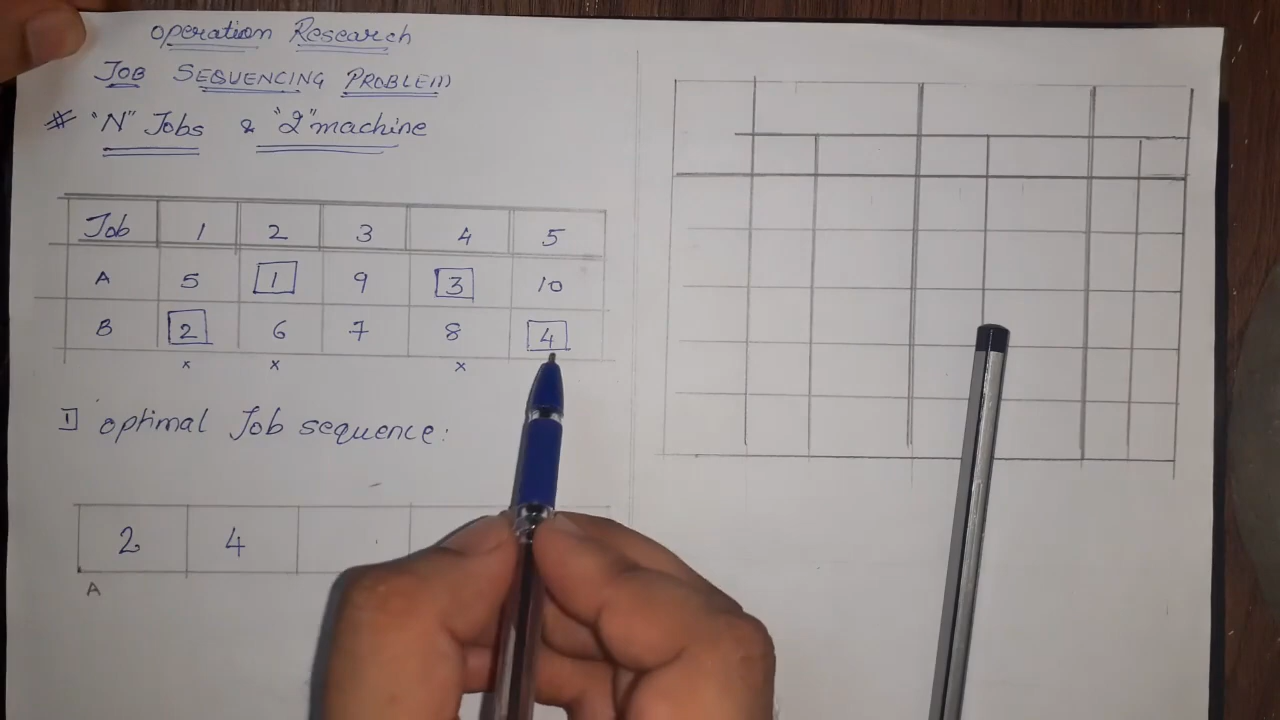 Operation Research
JOB SEQUENCING PROBLEM
# "N" Jobs & "2" machine
Job 1 2 3 4 5
A 5 1 9 3 10
B 2 6 7 8 4
x x x
I optimal Job sequence:
2 4
A